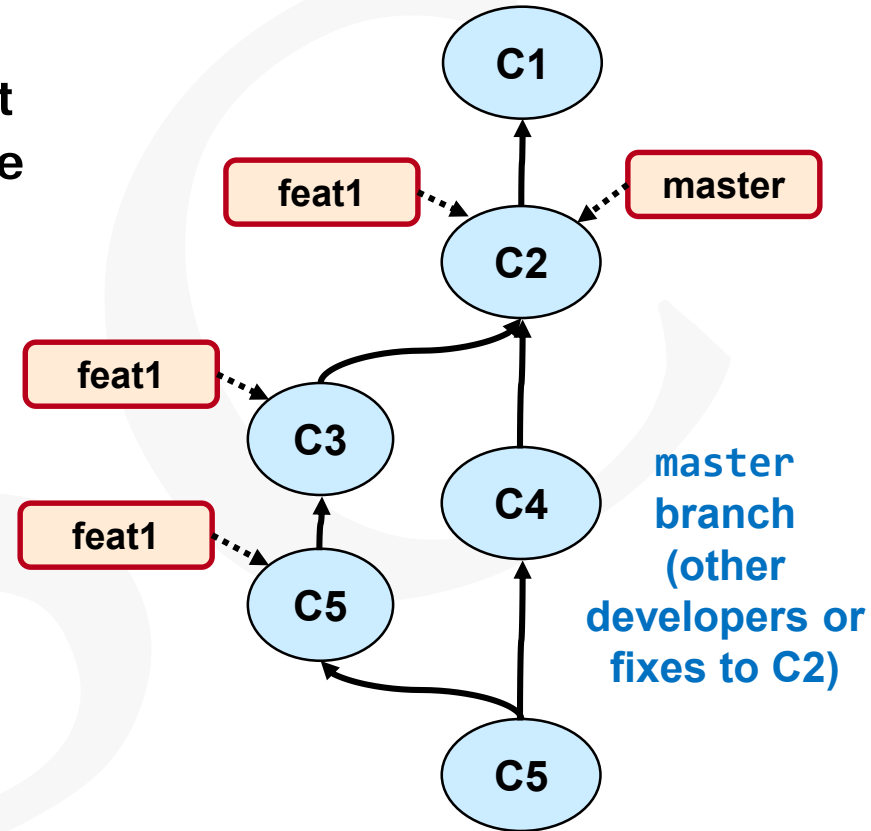 t
e
C1
feat1
master
C2
feat1
C3
C4
master
branch
(other
developers or
fixes to C2)
feat1
C5
C5